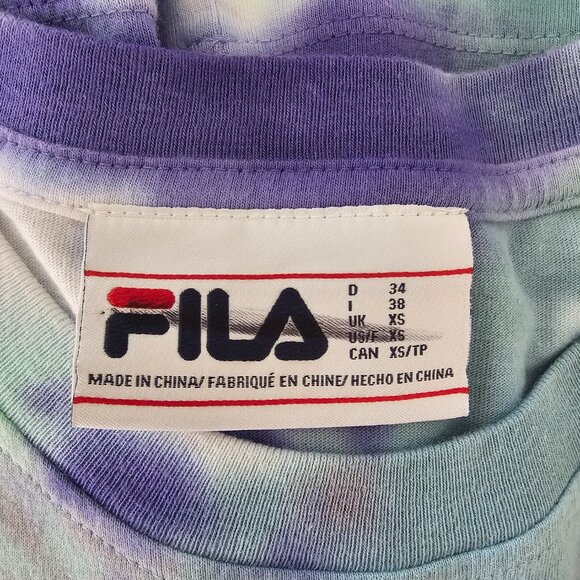 FILA
D 34
I 38
UK XS
US/F XS
CAN XS/TP
MADE IN CHINA/ FABRIQUÉ EN CHINE/ HECHO EN CHINA